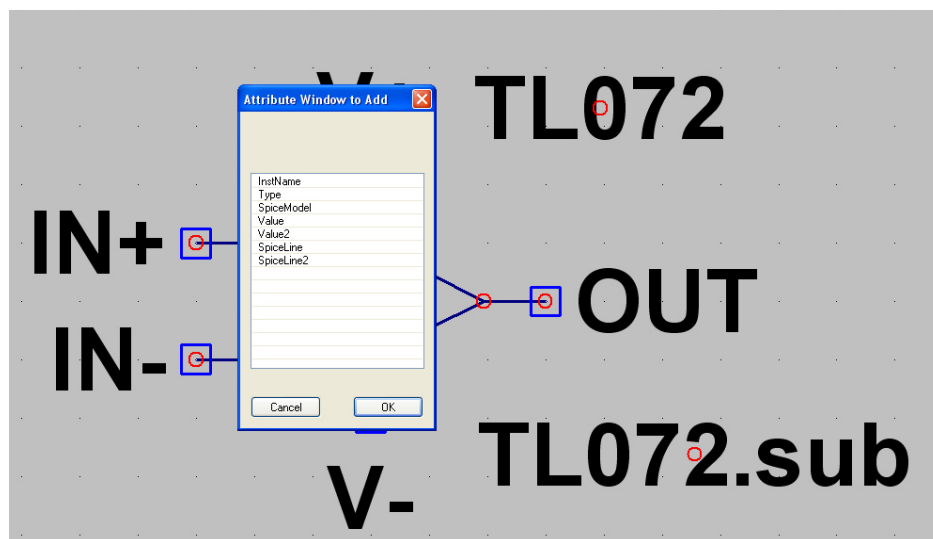 TL072
Attribute Window to Add
InstName
Type
SpiceModel
Value
Value2
SpiceLine
SpiceLine2
IN+
OUT
IN-
Cancel OK
TL072.sub
V-